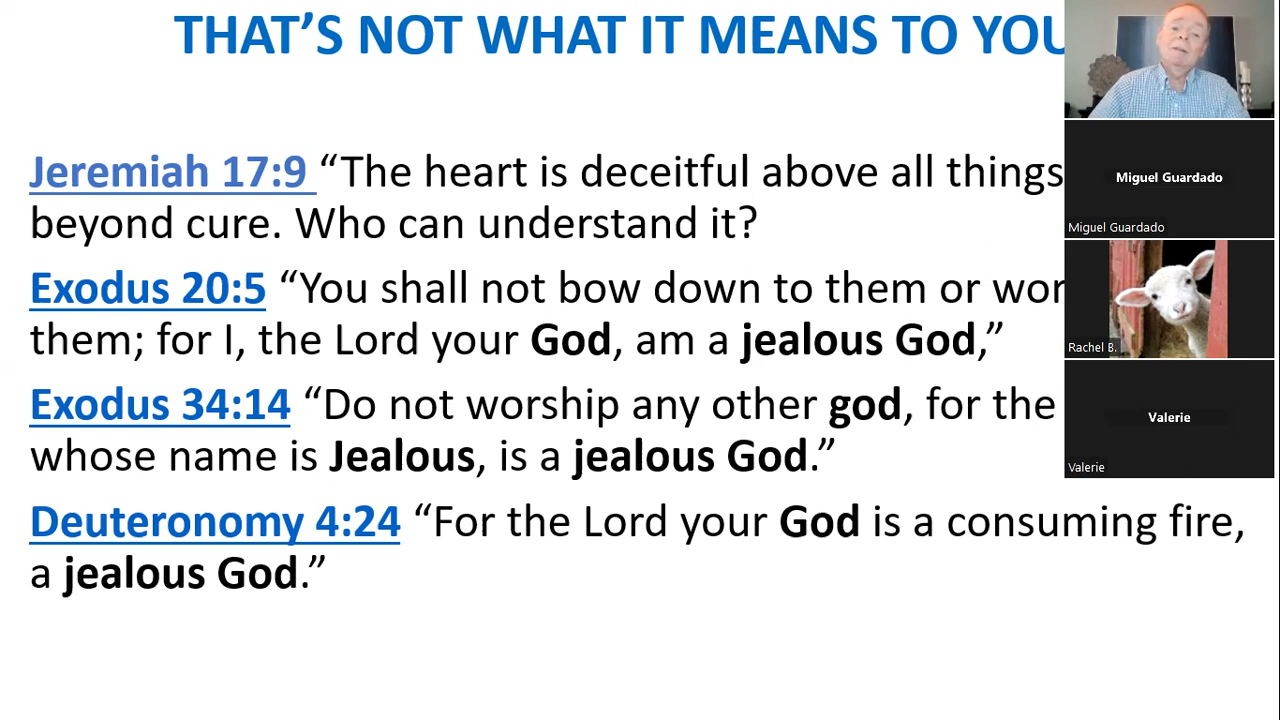 THAT’S NOT WHAT IT MEANS TO YOU
Jeremiah 17:9 “The heart is deceitful above all things
beyond cure. Who can understand it?
Exodus 20:5 “You shall not bow down to them or wor
them; for I, the Lord your God, am a jealous God,”
Exodus 34:14 “Do not worship any other god, for the
whose name is Jealous, is a jealous God.”
Deuteronomy 4:24 “For the Lord your God is a consuming fire,
a jealous God.”
Miguel Guardado
Miguel Guardado
Rachel B.
Valerie
Valerie